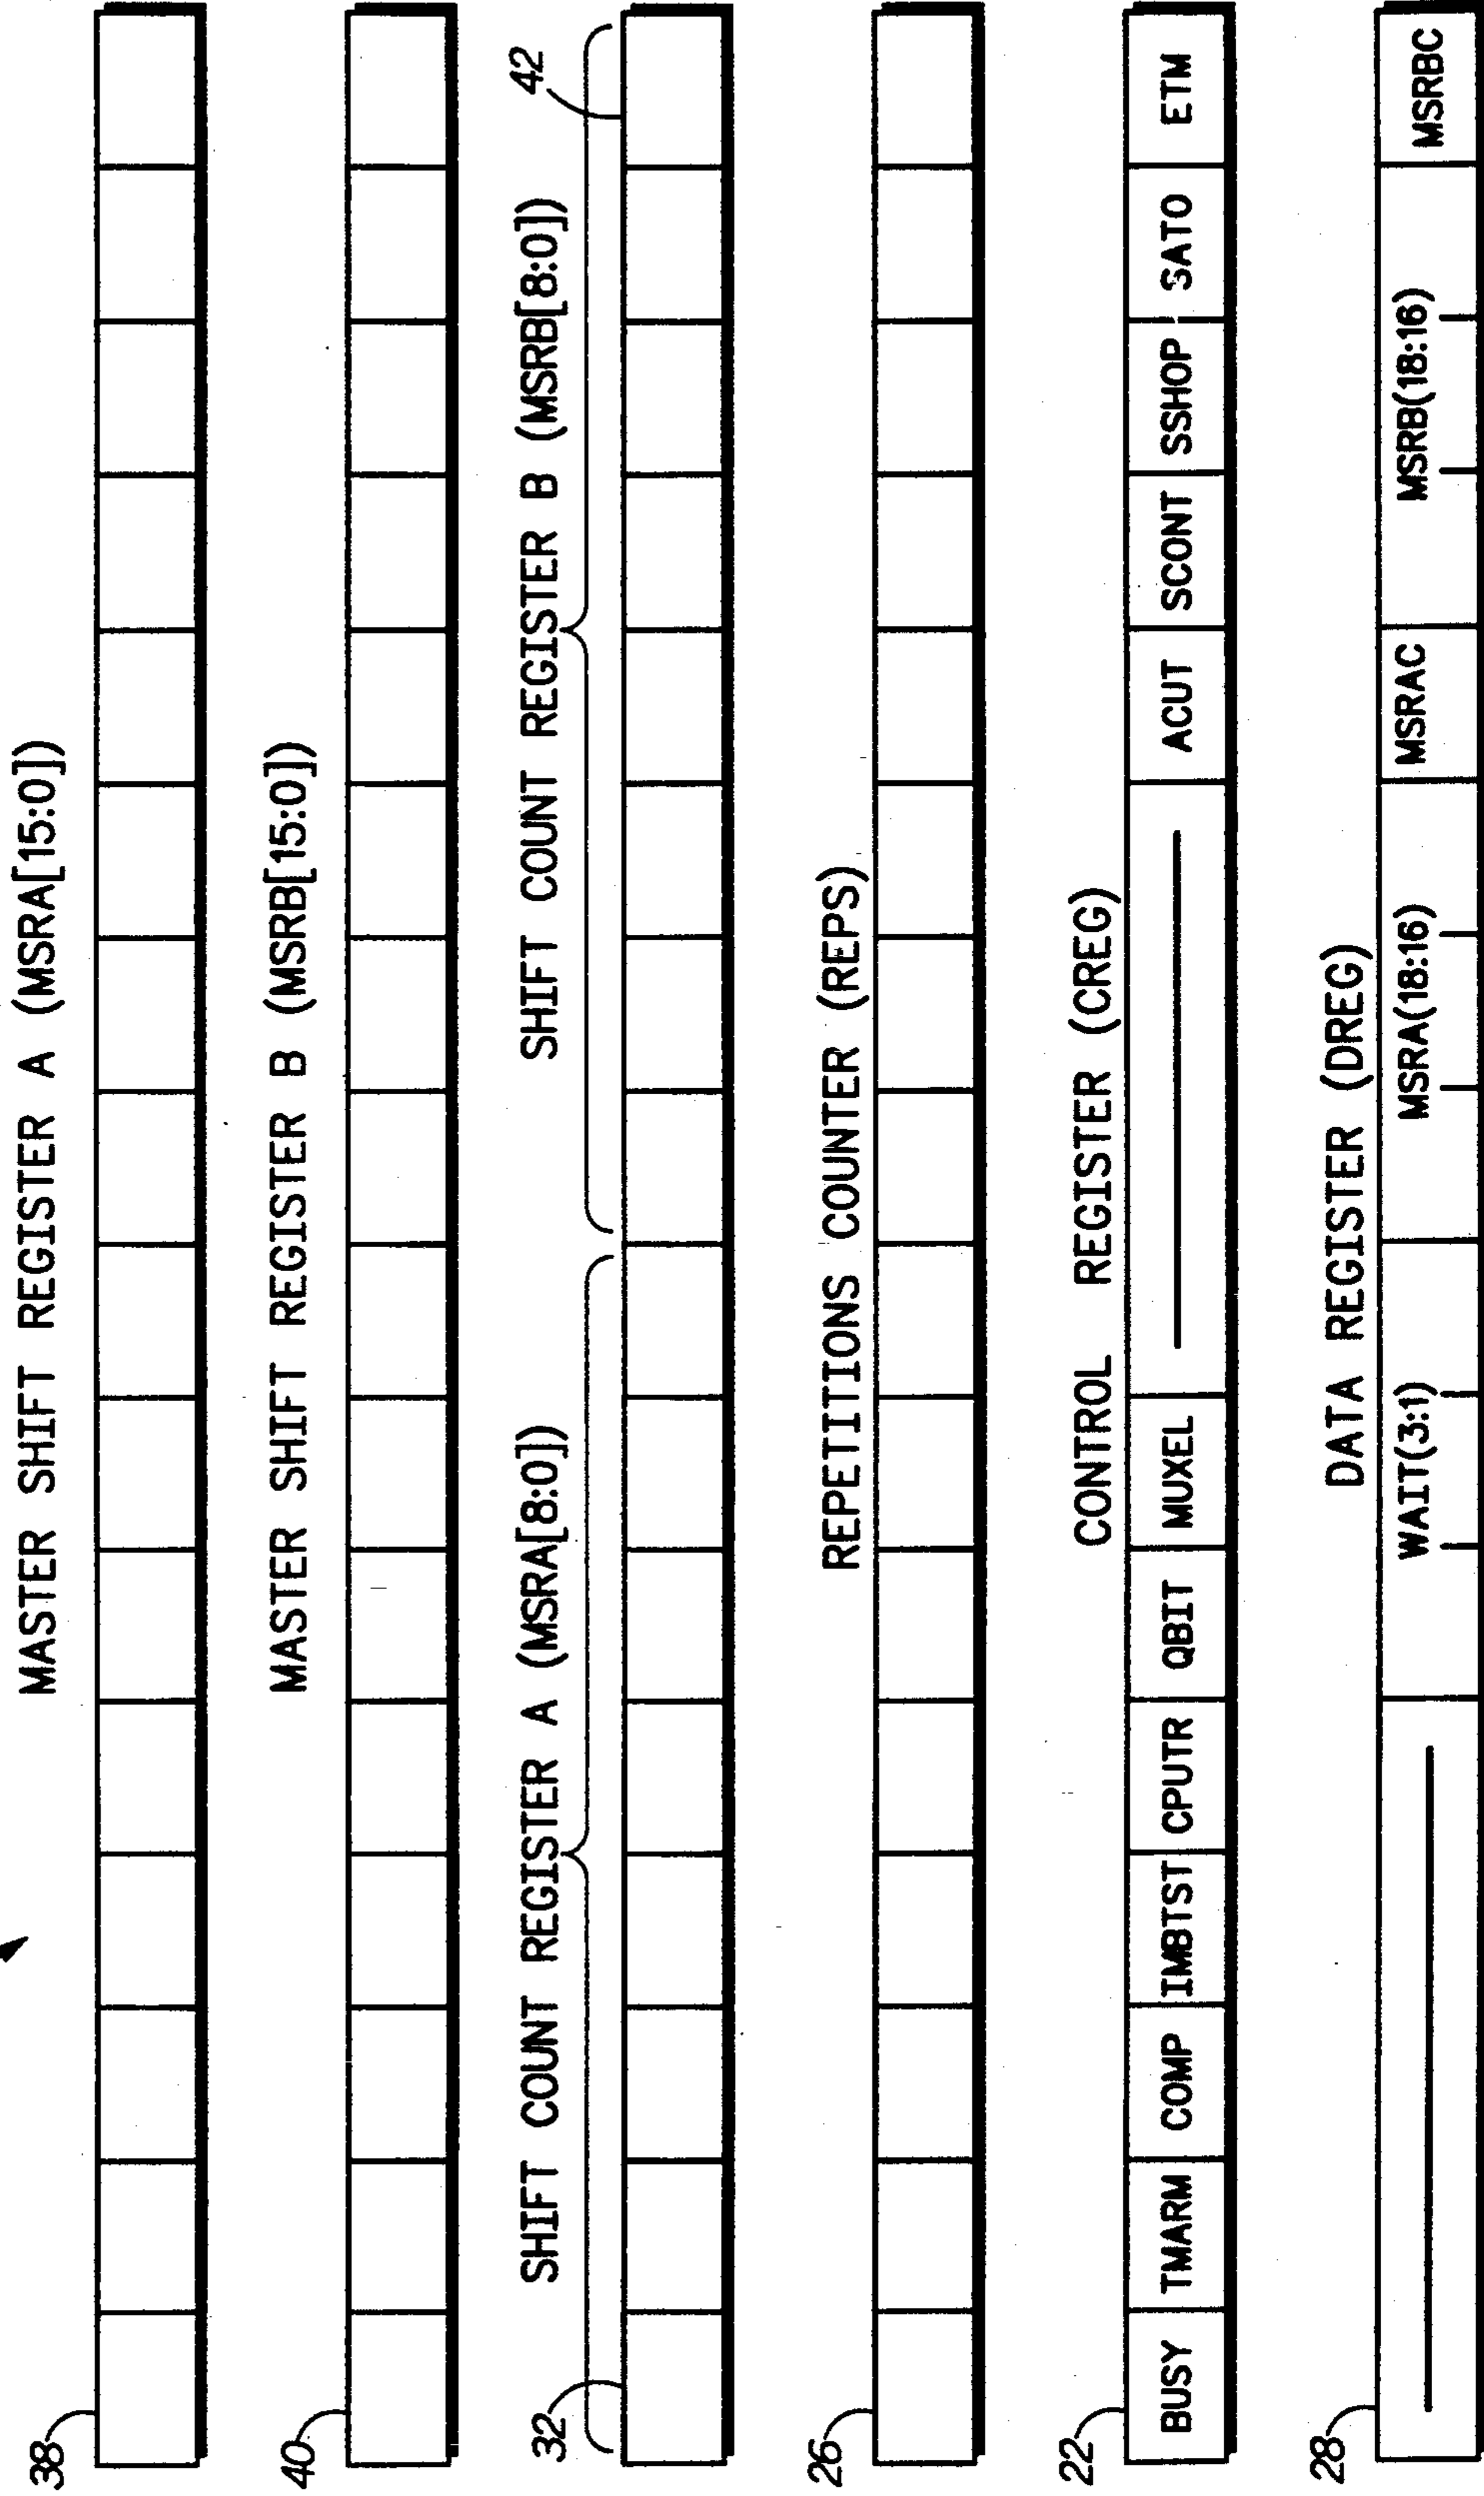 MASTER SHIFT REGISTER A (MSRA[15:0])
38
MASTER SHIFT REGISTER B (MSRB[15:0])
40
SHIFT COUNT REGISTER A (MSRA[8:0]) SHIFT COUNT REGISTER B (MSRB[8:0])
32 42
REPETITIONS COUNTER (REPS)
26
CONTROL REGISTER (CREG)
22
BUSY TMARM COMP IMBTST CPUTR QBIT MUXEL ACUT SCONT SSHOP SATO ETM
DATA REGISTER (DREG)
28
WAIT(3:1) MSRA(18:16) MSRAC MSRB(18:16) MSRBC